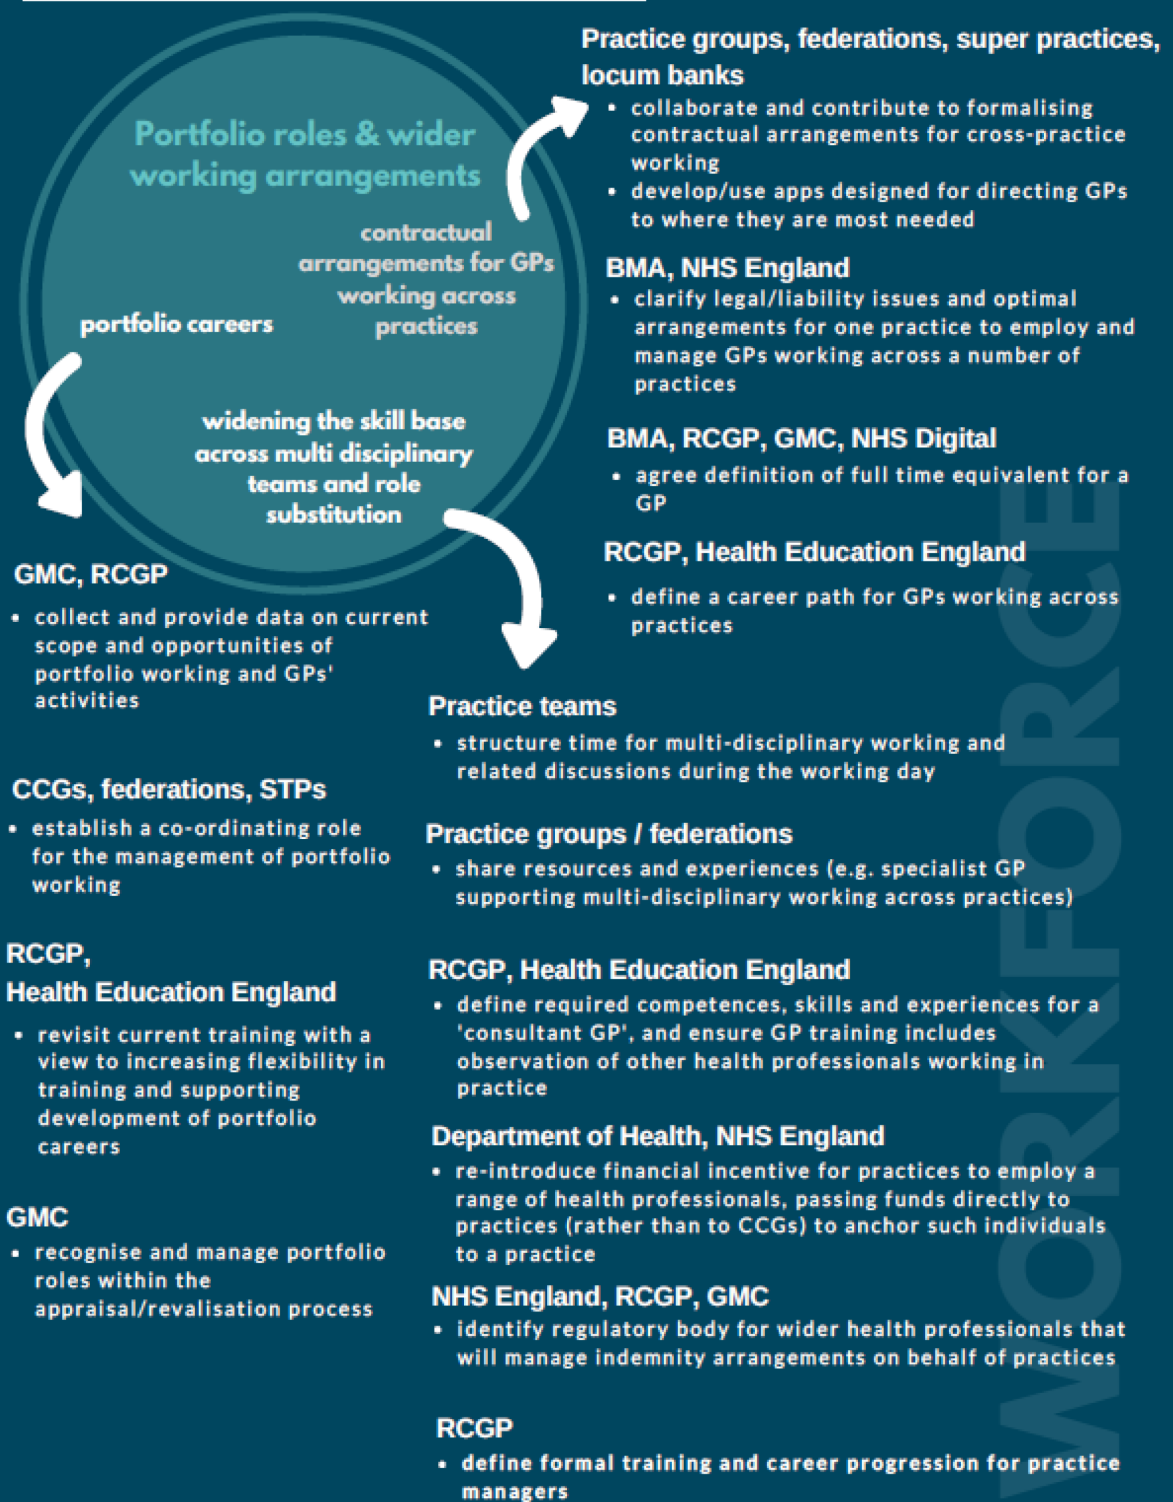 Portfolio roles & wider
working arrangements
contractual
arrangements for GPs
working across
practices
portfolio careers
widening the skill base
across multi disciplinary
teams and role
substitution
Practice groups, federations, super practices,
locum banks
• collaborate and contribute to formalising
contractual arrangements for cross-practice
working
• develop/use apps designed for directing GPs
to where they are most needed
BMA, NHS England
• clarify legal/liability issues and optimal
arrangements for one practice to employ and
manage GPs working across a number of
practices
BMA, RCGP, GMC, NHS Digital
• agree definition of full time equivalent for a
GP
RCGP, Health Education England
• define a career path for GPs working across
practices
GMC, RCGP
• collect and provide data on current
scope and opportunities of
portfolio working and GPs'
activities
CCGs, federations, STPs
• establish a co-ordinating role
for the management of portfolio
working
RCGP,
Health Education England
• revisit current training with a
view to increasing flexibility in
training and supporting
development of portfolio
careers
GMC
• recognise and manage portfolio
roles within the
appraisal/revalisation process
Practice teams
• structure time for multi-disciplinary working and
related discussions during the working day
Practice groups / federations
• share resources and experiences (e.g. specialist GP
supporting multi-disciplinary working across practices)
RCGP, Health Education England
• define required competences, skills and experiences for a
'consultant GP', and ensure GP training includes
observation of other health professionals working in
practice
Department of Health, NHS England
• re-introduce financial incentive for practices to employ a
range of health professionals, passing funds directly to
practices (rather than to CCGs) to anchor such individuals
to a practice
NHS England, RCGP, GMC
• identify regulatory body for wider health professionals that
will manage indemnity arrangements on behalf of practices
RCGP
• define formal training and career progression for practice
managers
WORKFORCE